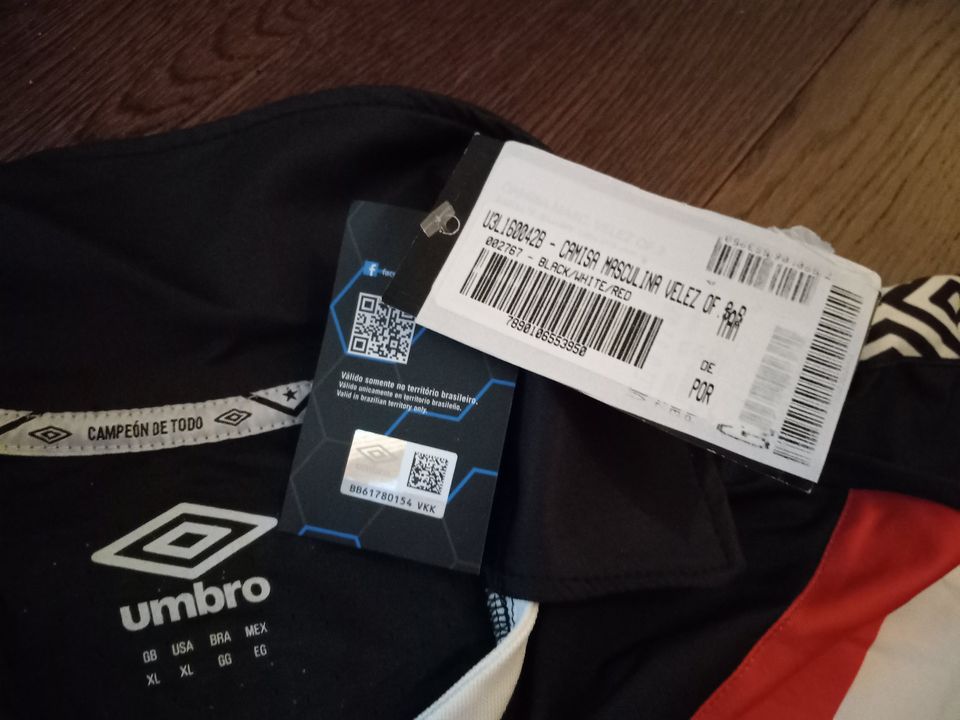 U3L160042B - CAMISA MASCULINA VELEZ OF.
002767 - BLACK/WHITE/RED
7890106553950
DE
POR
Válido somente no território brasileiro.
Válido unicamente en territorio brasileño.
Valid in brazilian territory only.
BB61780154 VKK
CAMPEÓN DE TODO
umbro
GB USA BRA MEX
XL XL GG EG